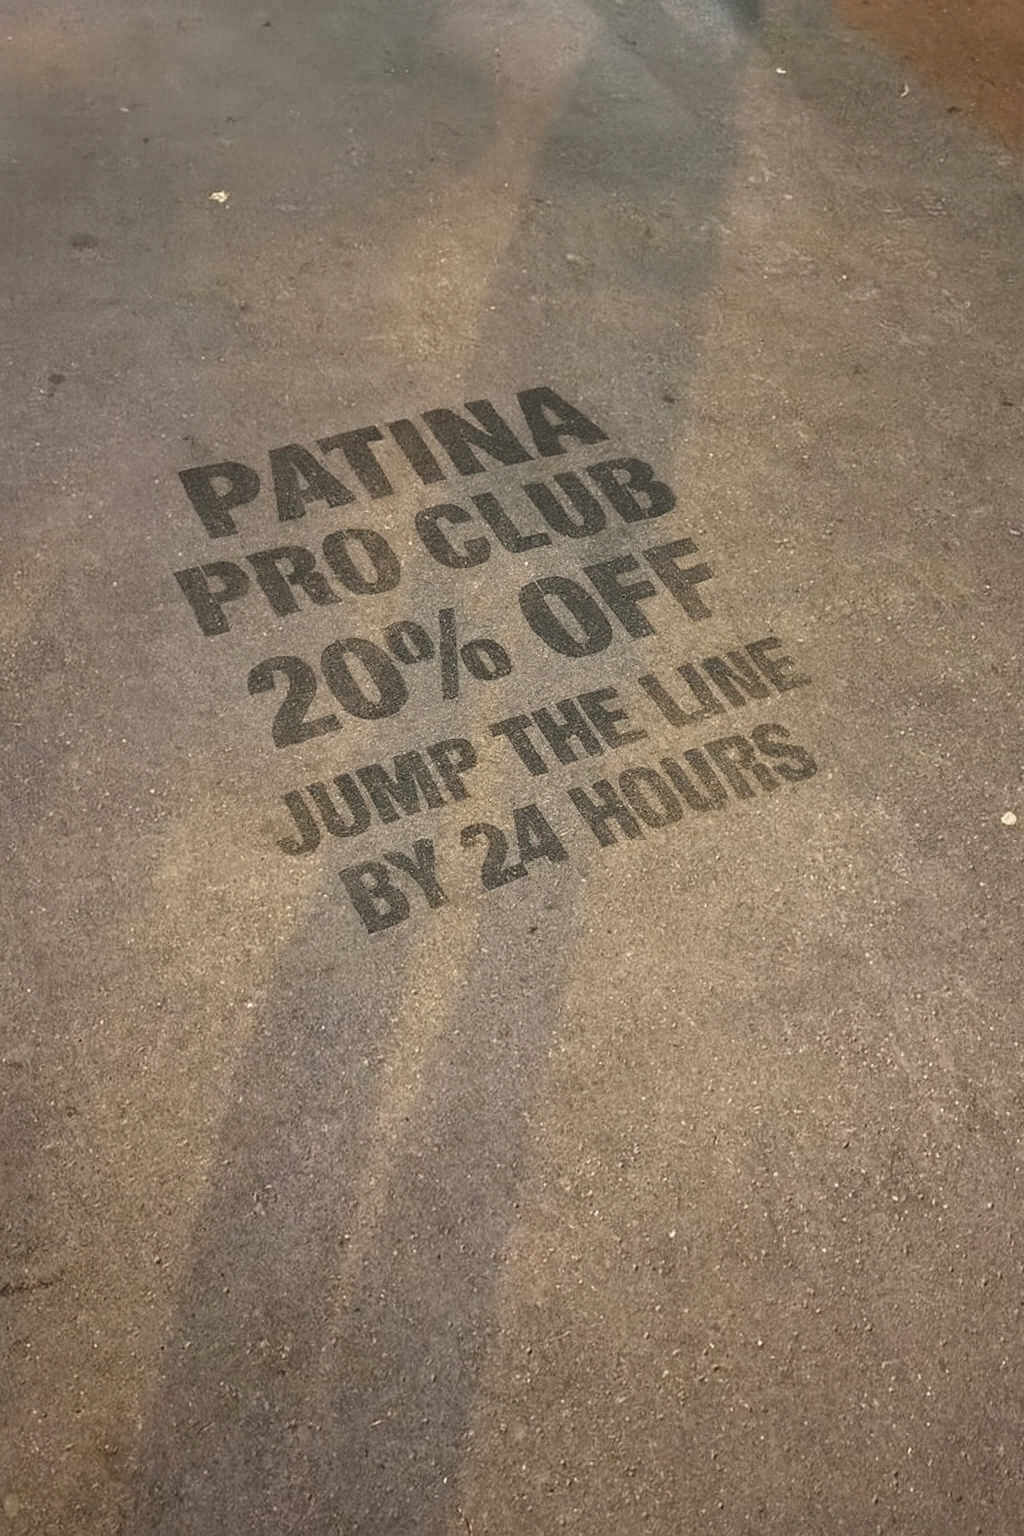 PATINA
PRO CLUB
20% OFF
JUMP THE LINE
BY 24 HOURS